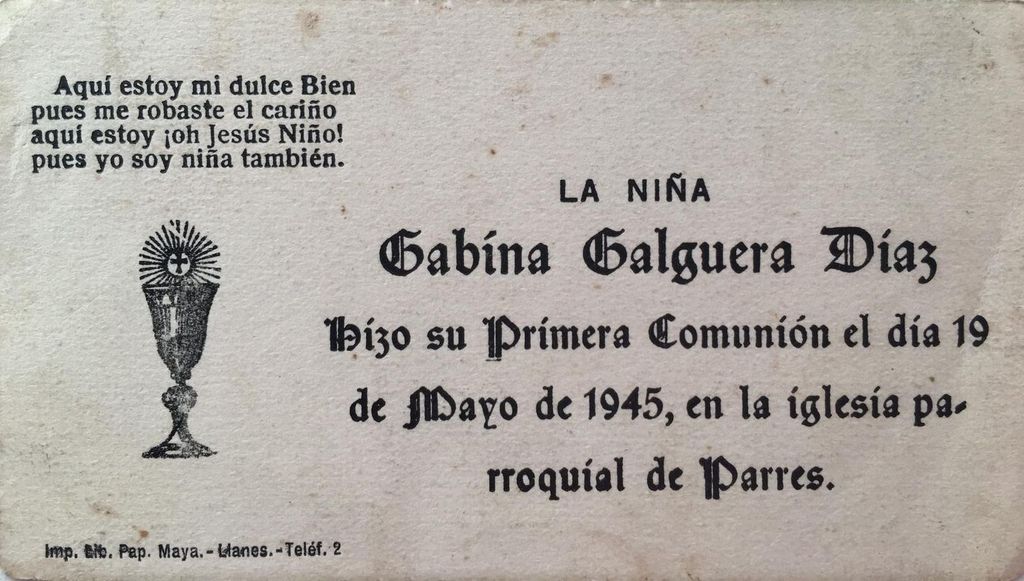 Aquí estoy mi dulce Bien
pues me robaste el cariño
aquí estoy ¡oh Jesús Niño!
pues yo soy niña también.
LA NIÑA
Gabina Galguera Díaz
Hizo su Primera Comunión el día 19
de Mayo de 1945, en la iglesia pa-
rroquial de Parres.
Imp. Lib. Pap. Maya.-Llanes.-Teléf. 2